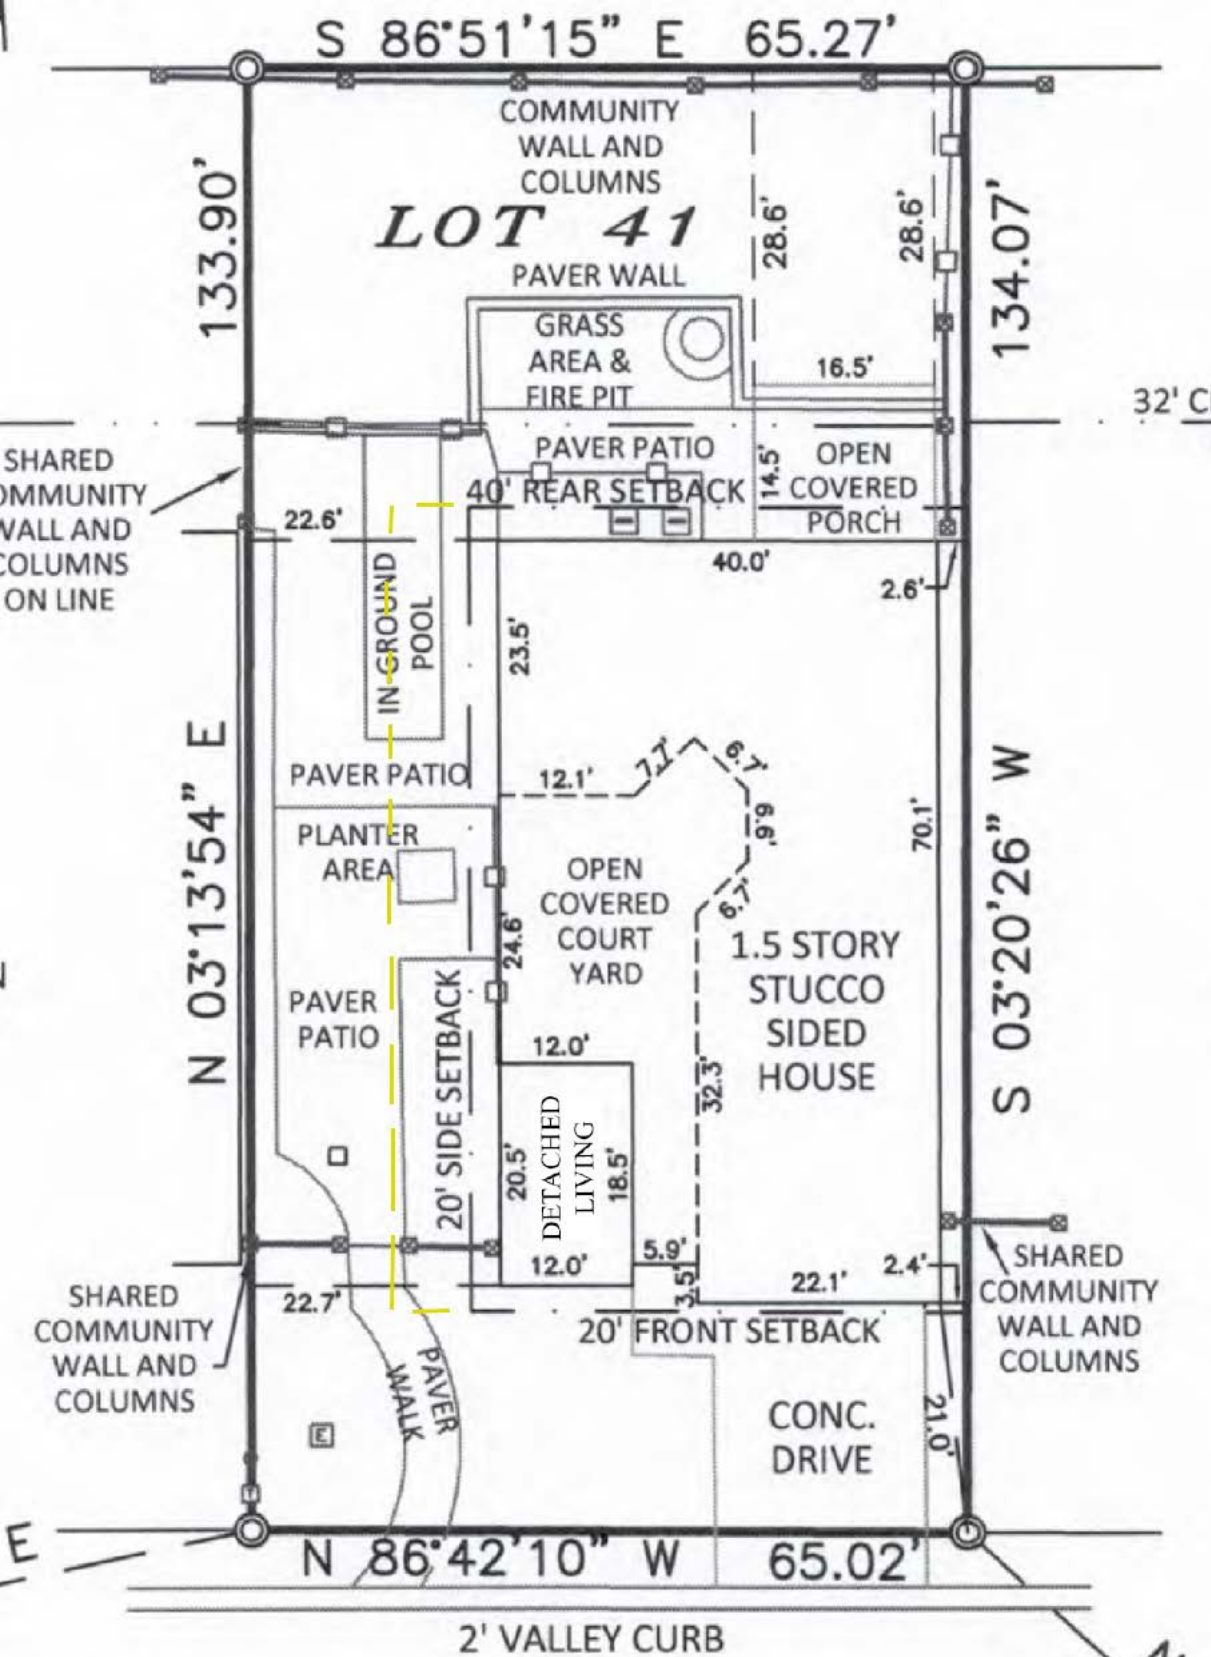 S 86°51'15" E 65.27'
COMMUNITY
WALL AND
COLUMNS
133.90'
LOT 41
28.6'
28.6'
134.07'
PAVER WALL
GRASS
AREA &
FIRE PIT
16.5'
32' C
SHARED
OMMUNITY
WALL AND
COLUMNS
ON LINE
PAVER PATIO
14.5'
OPEN
COVERED
PORCH
40' REAR SETBACK
22.6'
40.0'
2.6'
IN GROUND
POOL
23.5'
N 03°13'54" E
PAVER PATIO
12.1'
7.7'
6.7'
6.6'
6.7'
70.1'
S 03°20'26" W
PLANTER
AREA
OPEN
COVERED
COURT
YARD
24.6'
1.5 STORY
STUCCO
SIDED
HOUSE
PAVER
PATIO
20' SIDE SETBACK
12.0'
32.3'
DETACHED
LIVING
20.5'
18.5'
5.9'
12.0'
3.5'
22.1'
2.4'
22.7'
SHARED
COMMUNITY
WALL AND
COLUMNS
SHARED
COMMUNITY
WALL AND
COLUMNS
20' FRONT SETBACK
PAVER
WALK
E
CONC.
DRIVE
21.0'
T
E
N 86°42'10" W 65.02'
2' VALLEY CURB